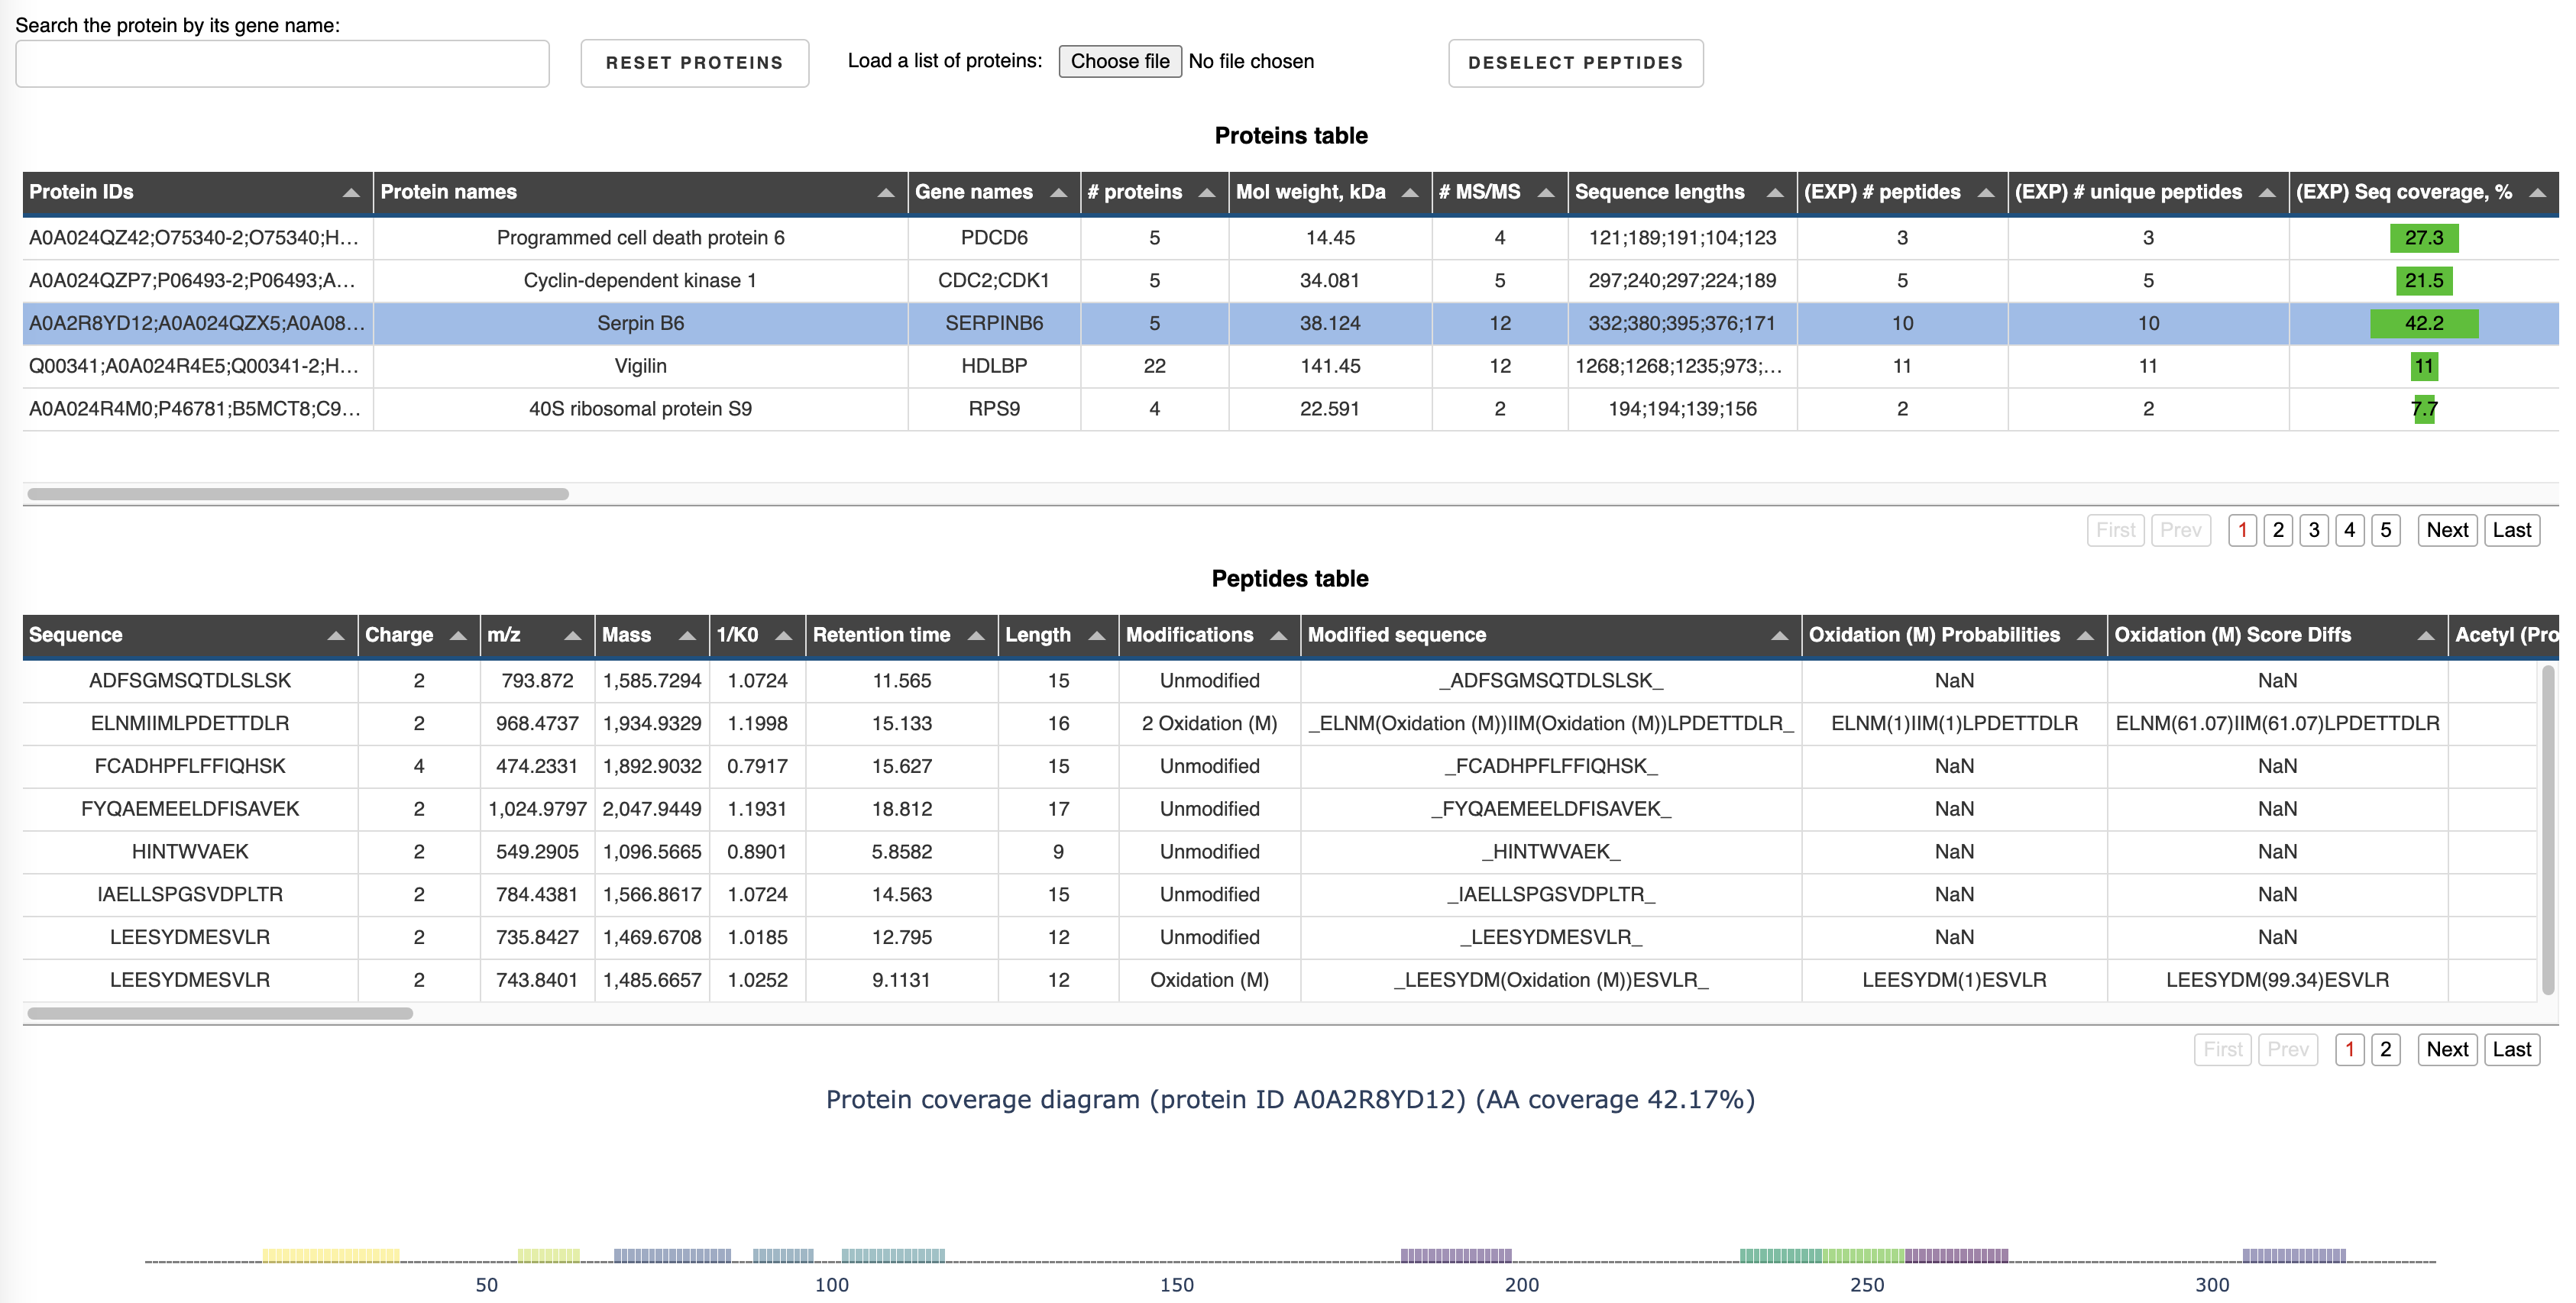 Search the protein by its gene name:
RESET PROTEINS Load a list of proteins: Choose file No file chosen DESELECT PEPTIDES
Proteins table
Protein IDs Protein names Gene names # proteins Mol weight, kDa # MS/MS Sequence lengths (EXP) # peptides (EXP) # unique peptides (EXP) Seq coverage, %
A0A024QZ42;O75340-2;O75340;H... Programmed cell death protein 6 PDCD6 5 14.45 4 121;189;191;104;123 3 3 27.3
A0A024QZP7;P06493-2;P06493;A... Cyclin-dependent kinase 1 CDC2;CDK1 5 34.081 5 297;240;297;224;189 5 5 21.5
A0A2R8YD12;A0A024QZX5;A0A08... Serpin B6 SERPINB6 5 38.124 12 332;380;395;376;171 10 10 42.2
Q00341;A0A024R4E5;Q00341-2;H... Vigilin HDLBP 22 141.45 12 1268;1268;1235;973;... 11 11 11
A0A024R4M0;P46781;B5MCT8;C9... 40S ribosomal protein S9 RPS9 4 22.591 2 194;194;139;156 2 2 7.7
First Prev 1 2 3 4 5 Next Last
Peptides table
Sequence Charge m/z Mass 1/K0 Retention time Length Modifications Modified sequence Oxidation (M) Probabilities Oxidation (M) Score Diffs Acetyl (Pro
ADFSGMSQTDLSLSK 2 793.872 1,585.7294 1.0724 11.565 15 Unmodified _ADFSGMSQTDLSLSK_ NaN NaN
ELNMIIMLPDETTDLR 2 968.4737 1,934.9329 1.1998 15.133 16 2 Oxidation (M) _ELNM(Oxidation (M))IIM(Oxidation (M))LPDETTDLR_ ELNM(1)IIM(1)LPDETTDLR ELNM(61.07)IIM(61.07)LPDETTDLR
FCADHPFLFFIQHSK 4 474.2331 1,892.9032 0.7917 15.627 15 Unmodified _FCADHPFLFFIQHSK_ NaN NaN
FYQAEMEELDFISAVEK 2 1,024.9797 2,047.9449 1.1931 18.812 17 Unmodified _FYQAEMEELDFISAVEK_ NaN NaN
HINTWVAEK 2 549.2905 1,096.5665 0.8901 5.8582 9 Unmodified _HINTWVAEK_ NaN NaN
IAELLSPGSVDPLTR 2 784.4381 1,566.8617 1.0724 14.563 15 Unmodified _IAELLSPGSVDPLTR_ NaN NaN
LEESYDMESVLR 2 735.8427 1,469.6708 1.0185 12.795 12 Unmodified _LEESYDMESVLR_ NaN NaN
LEESYDMESVLR 2 743.8401 1,485.6657 1.0252 9.1131 12 Oxidation (M) _LEESYDM(Oxidation (M))ESVLR_ LEESYDM(1)ESVLR LEESYDM(99.34)ESVLR
First Prev 1 2 Next Last
Protein coverage diagram (protein ID A0A2R8YD12) (AA coverage 42.17%)
50 100 150 200 250 300